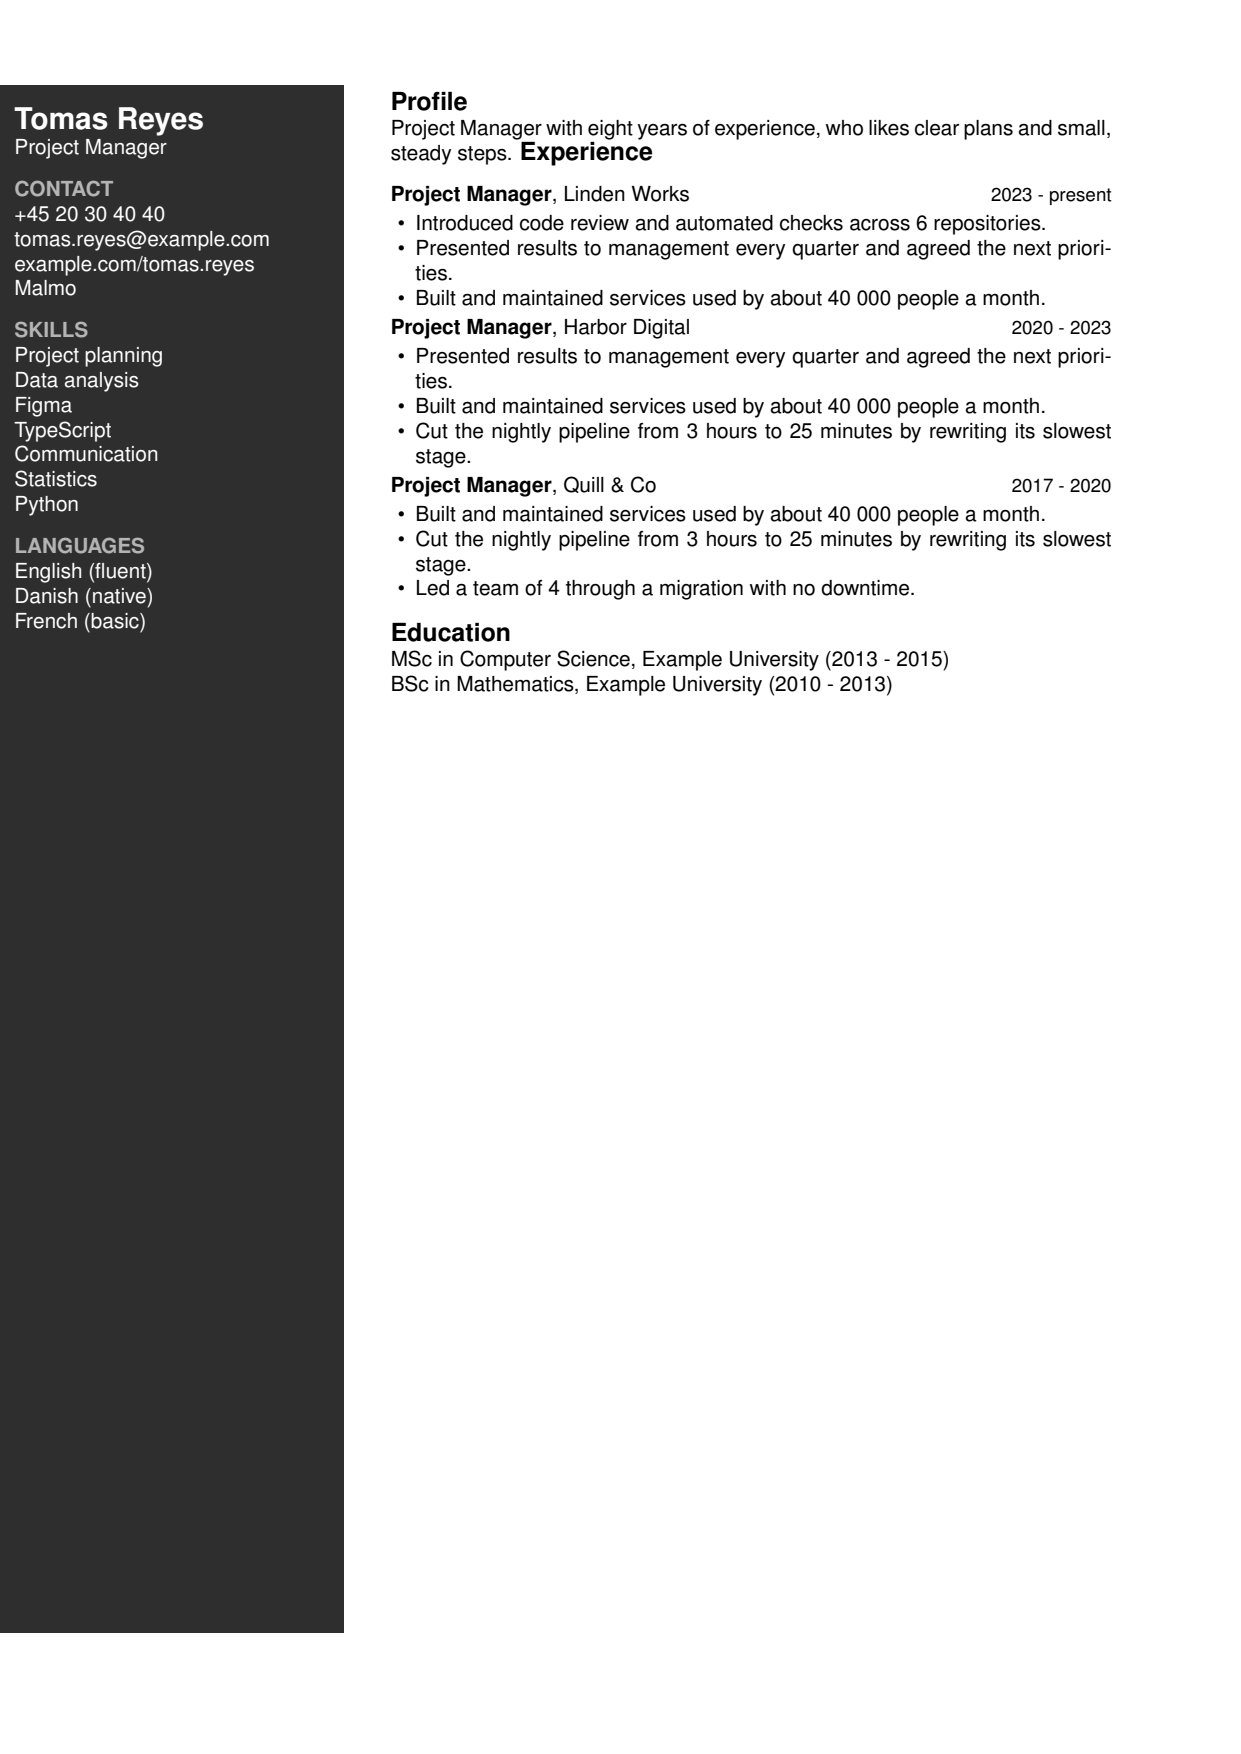 Tomas Reyes
Project Manager
CONTACT
+45 20 30 40 40
tomas.reyes@example.com
example.com/tomas.reyes
Malmo
SKILLS
Project planning
Data analysis
Figma
TypeScript
Communication
Statistics
Python
LANGUAGES
English (fluent)
Danish (native)
French (basic)
Profile
Project Manager with eight years of experience, who likes clear plans and small,
steady steps. Experience
Project Manager, Linden Works 2023 - present
• Introduced code review and automated checks across 6 repositories.
• Presented results to management every quarter and agreed the next priori-
ties.
• Built and maintained services used by about 40 000 people a month.
Project Manager, Harbor Digital 2020 - 2023
• Presented results to management every quarter and agreed the next priori-
ties.
• Built and maintained services used by about 40 000 people a month.
• Cut the nightly pipeline from 3 hours to 25 minutes by rewriting its slowest
stage.
Project Manager, Quill & Co 2017 - 2020
• Built and maintained services used by about 40 000 people a month.
• Cut the nightly pipeline from 3 hours to 25 minutes by rewriting its slowest
stage.
• Led a team of 4 through a migration with no downtime.
Education
MSc in Computer Science, Example University (2013 - 2015)
BSc in Mathematics, Example University (2010 - 2013)